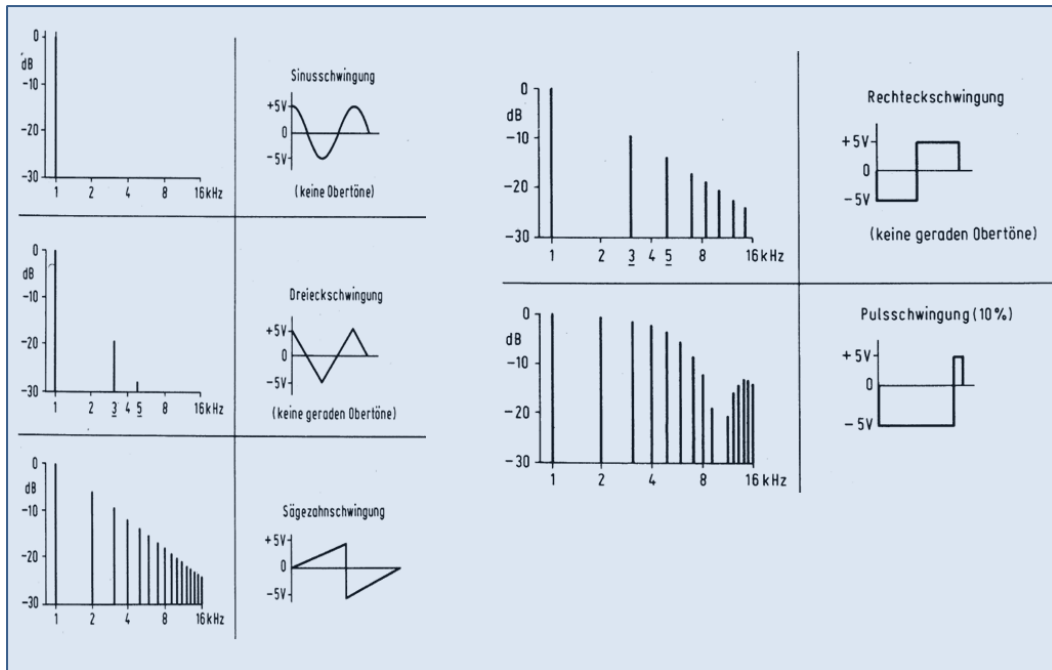 0
dB
-10
-20
-30
1 2 4 8 16kHz
Sinusschwingung
+5V
0
-5V
(keine Obertöne)
0
dB
-10
-20
-30
1 2 3 4 5 8 16kHz
Dreieckschwingung
+5V
0
-5V
(keine geraden Obertöne)
0
dB
-10
-20
-30
1 2 4 8 16kHz
Sägezahnschwingung
+5V
0
-5V
0
dB
-10
-20
-30
1 2 3 4 5 8 16kHz
Rechteckschwingung
+5V
0
-5V
(keine geraden Obertöne)
0
dB
-10
-20
-30
1 2 4 8 16kHz
Pulsschwingung (10%)
+5V
0
-5V